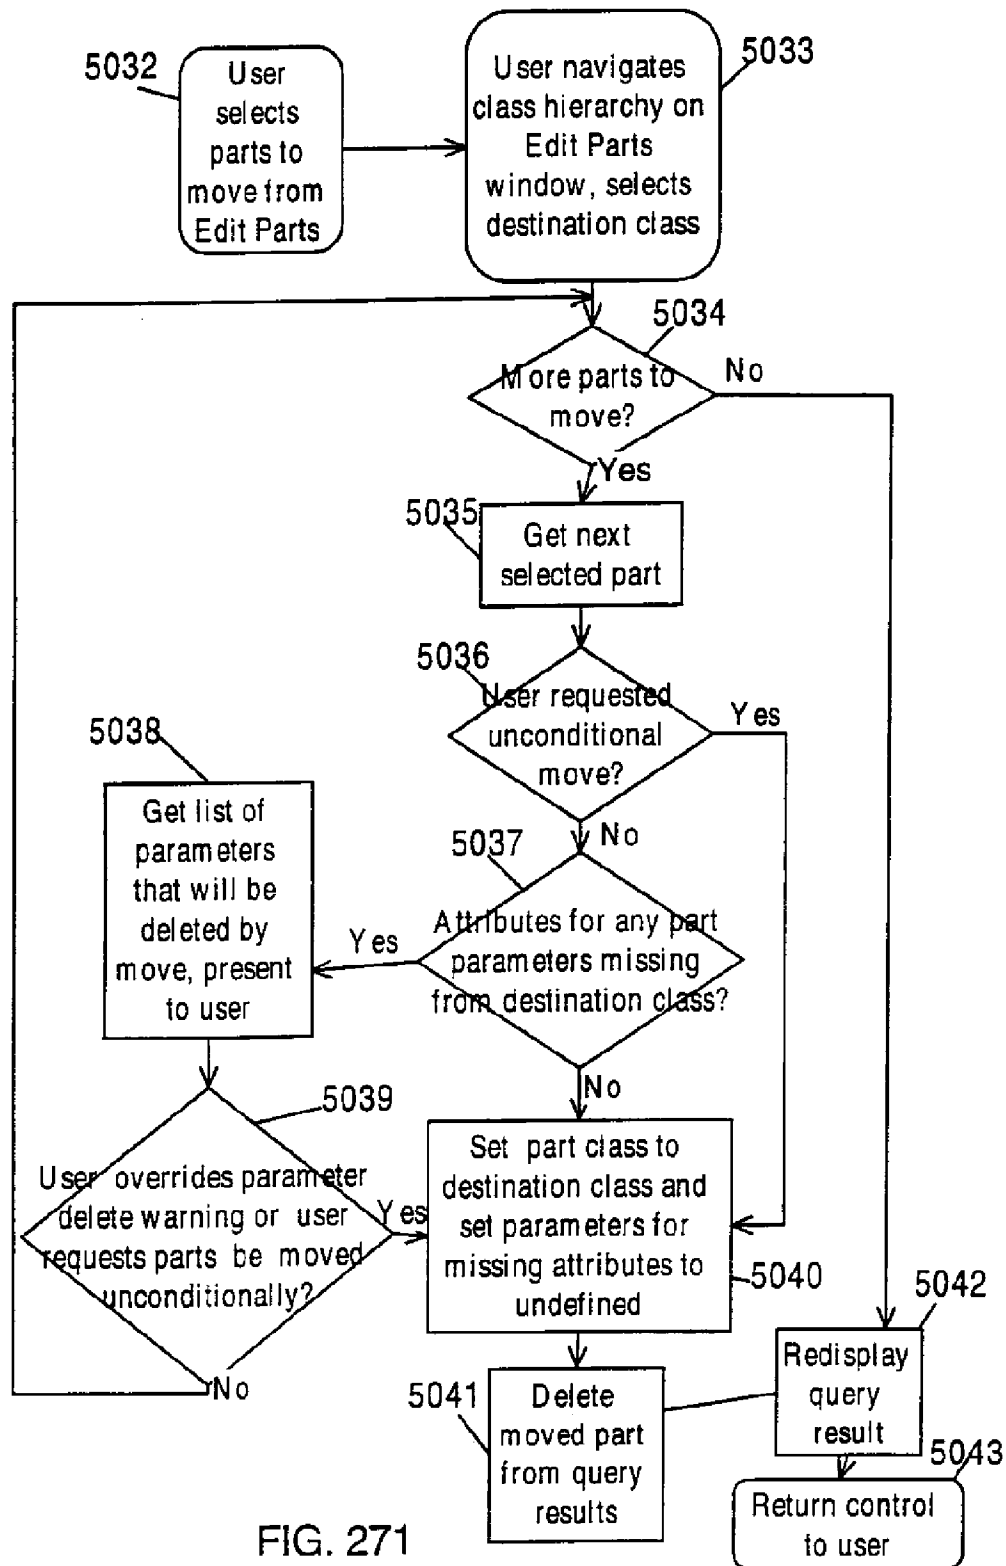 5032
User
selects
parts to
move from
Edit Parts
5033
User navigates
class hierarchy on
Edit Parts
window, selects
destination class
5034
More parts to
move?
No
Yes
5035
Get next
selected part
5036
User requested
unconditional
move?
Yes
No
5037
Attributes for any part
parameters missing
from destination class?
Yes
No
5038
Get list of
parameters
that will be
deleted by
move, present
to user
5039
User overrides parameter
delete warning or user
requests parts be moved
unconditionally?
Yes
No
Set part class to
destination class and
set parameters for
missing attributes to
undefined
5040
5041
Delete
moved part
from query
results
5042
Redisplay
query
result
5043
Return control
to user
FIG. 271